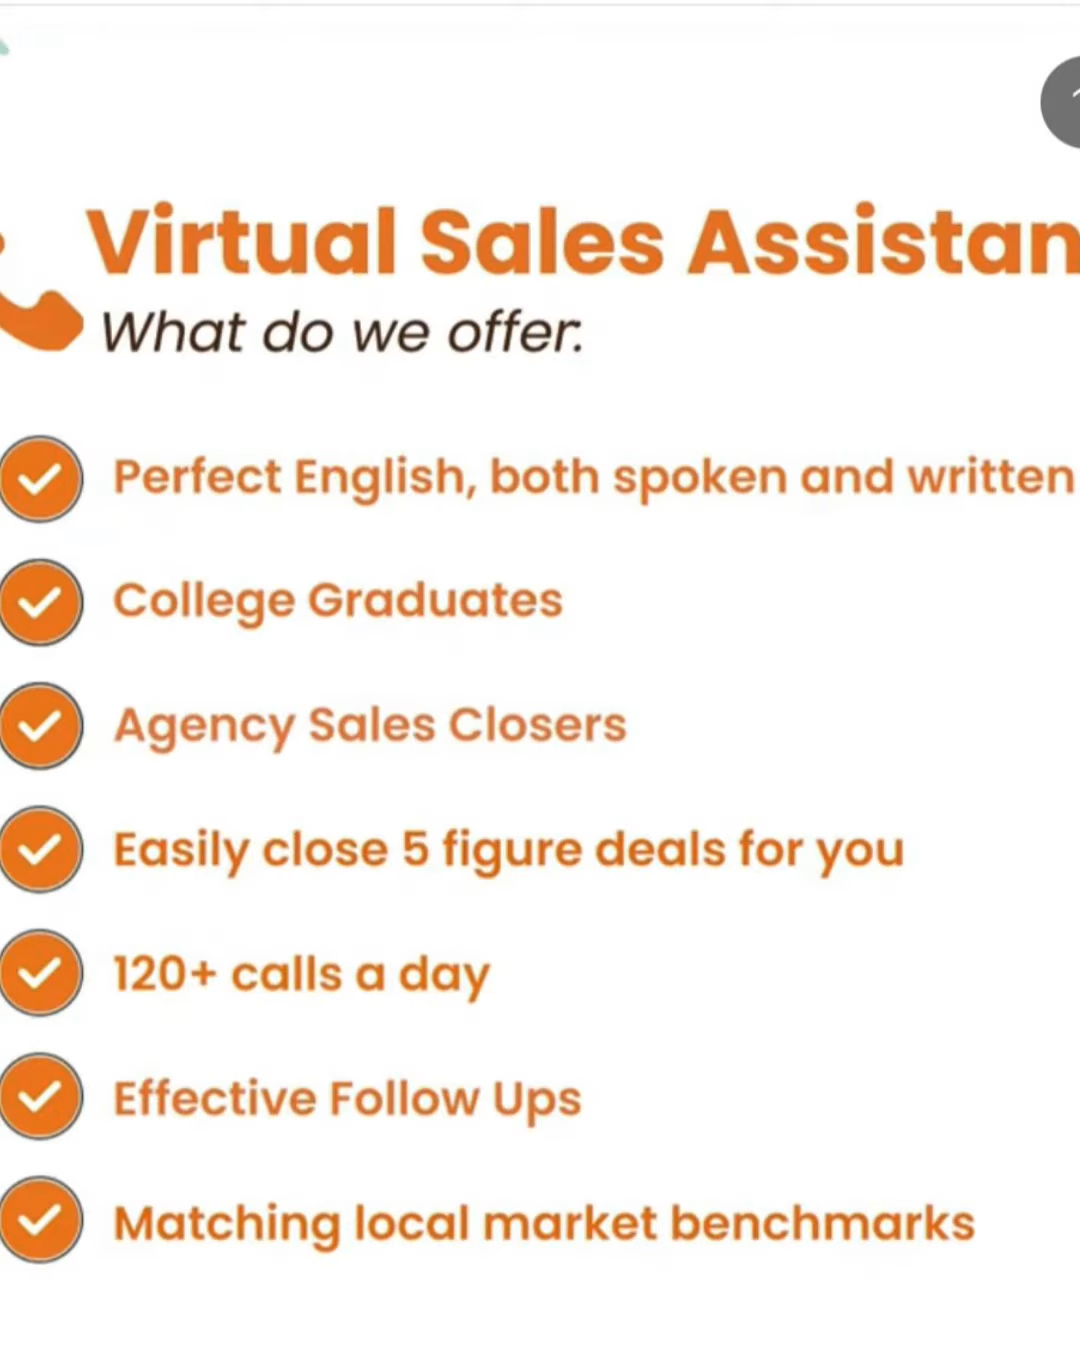 Virtual Sales Assistan
What do we offer:
Perfect English, both spoken and written
College Graduates
Agency Sales Closers
Easily close 5 figure deals for you
120+ calls a day
Effective Follow Ups
Matching local market benchmarks